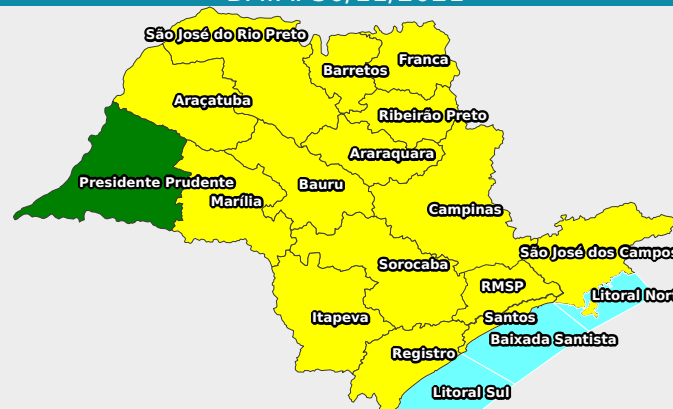 São José do Rio Preto
Franca
Barretos
Araçatuba
Ribeirão Preto
Araraquara
Presidente Prudente
Bauru
Marília
Campinas
São José dos Campos
Sorocaba
RMSP
Litoral Nort
Itapeva
Santos
Baixada Santista
Registro
Litoral Sul